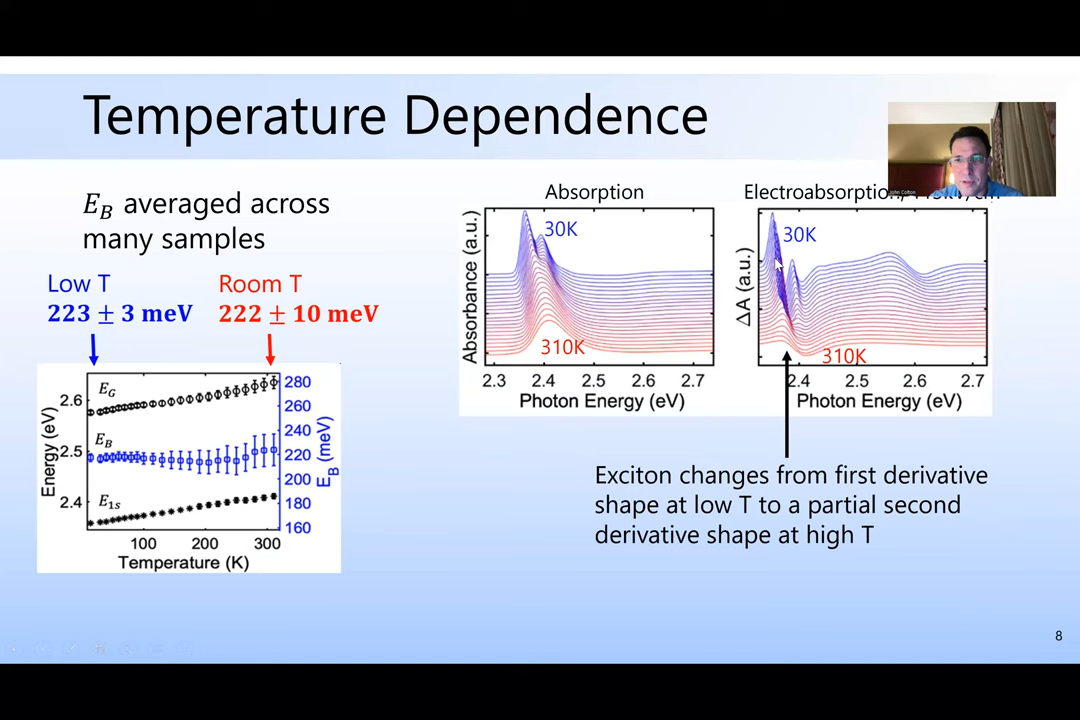 Temperature Dependence
John Colton
E_B averaged across
many samples
Low T
223 ± 3 meV
Room T
222 ± 10 meV
E_G
E_B
E_1s
Energy (eV)
2.6
2.5
2.4
280
260
240
220
200
180
160
E_B (meV)
100 200 300
Temperature (K)
Absorption
Absorbance (a.u.)
30K
310K
2.3 2.4 2.5 2.6 2.7
Photon Energy (eV)
Electroabsorption,
ΔA (a.u.)
30K
310K
2.4 2.5 2.6 2.7
Photon Energy (eV)
Exciton changes from first derivative
shape at low T to a partial second
derivative shape at high T
8